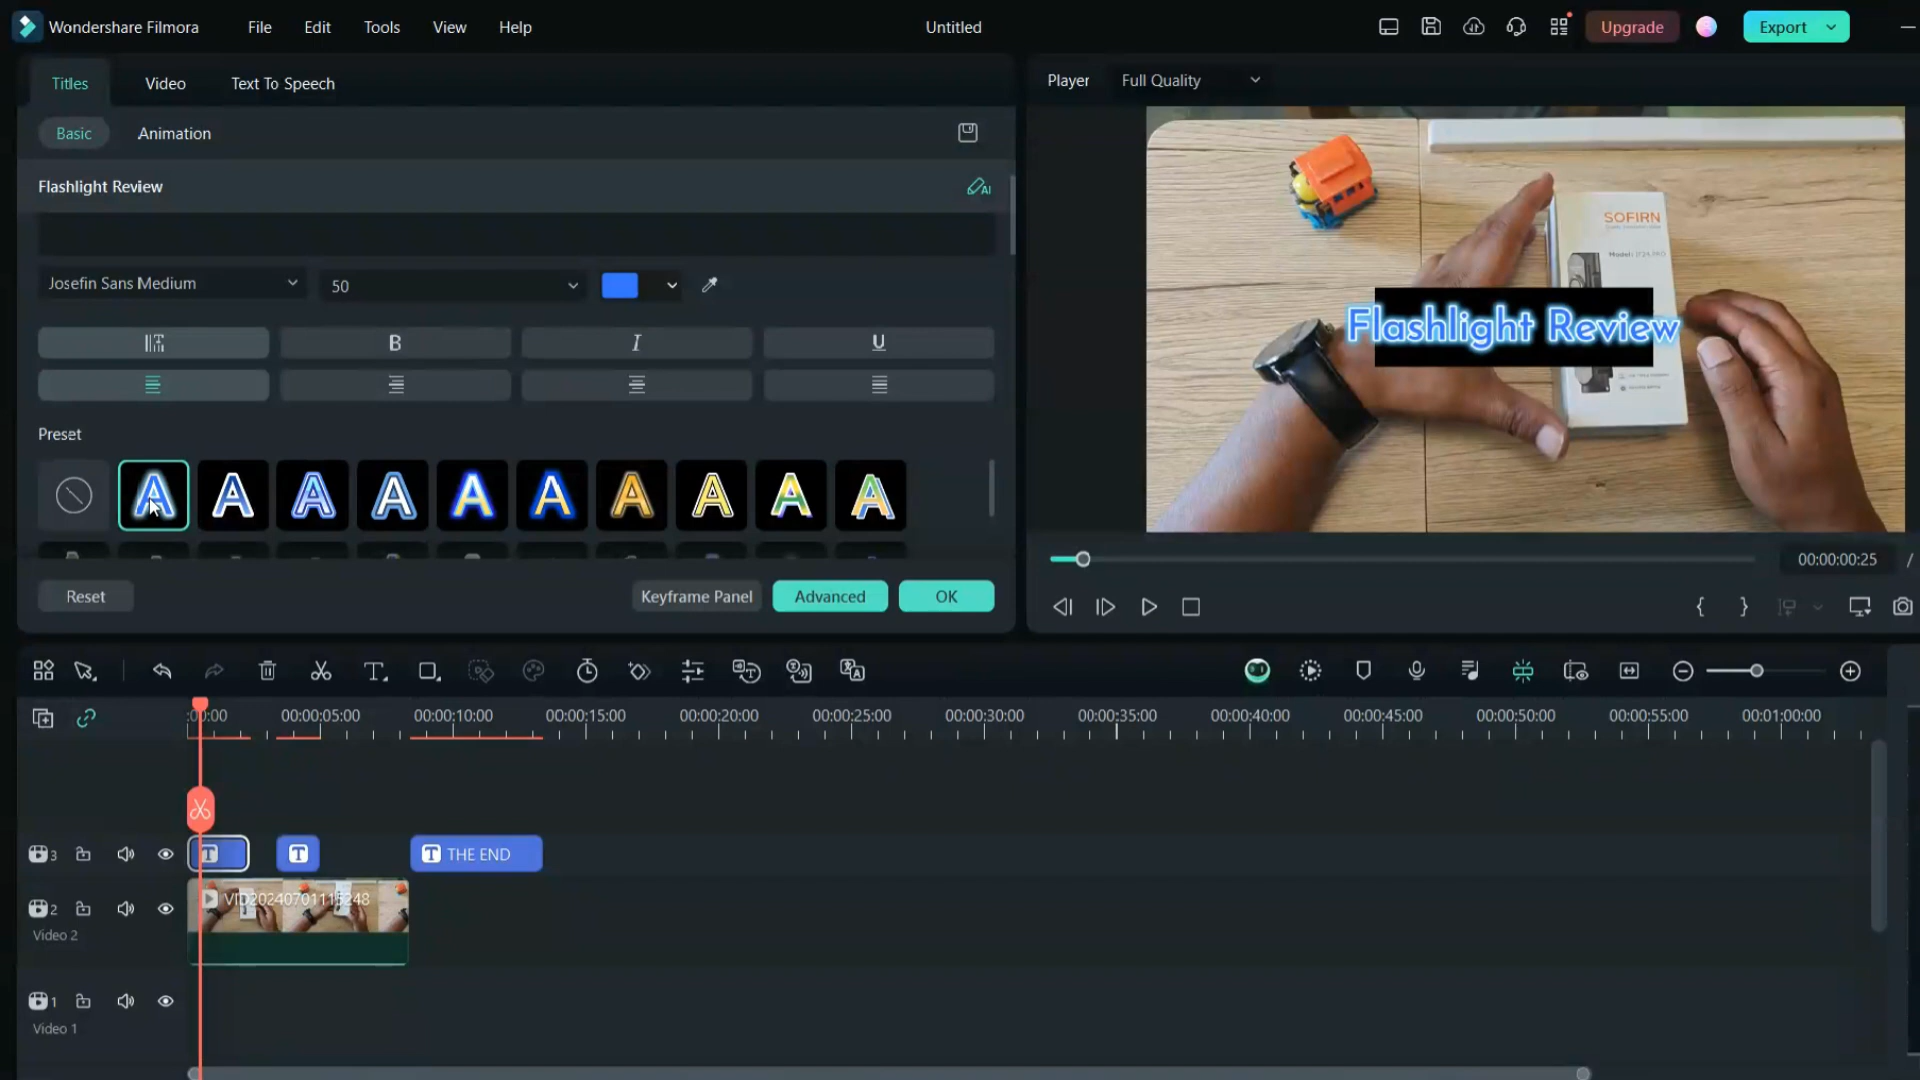 Wondershare Filmora File Edit Tools View Help Untitled Upgrade Export
Titles Video Text To Speech
Player Full Quality
Basic Animation
Flashlight Review
AI
Josefin Sans Medium 50
B I U
Preset
A A A A A A A A A A
Reset Keyframe Panel Advanced OK
SOFIRN
Flashlight Review
00:00:00:25 /
:00:00 00:00:05:00 00:00:10:00 00:00:15:00 00:00:20:00 00:00:25:00 00:00:30:00 00:00:35:00 00:00:40:00 00:00:45:00 00:00:50:00 00:00:55:00 00:01:00:00
3 T T T THE END
2 VID20240701115248
Video 2
1
Video 1